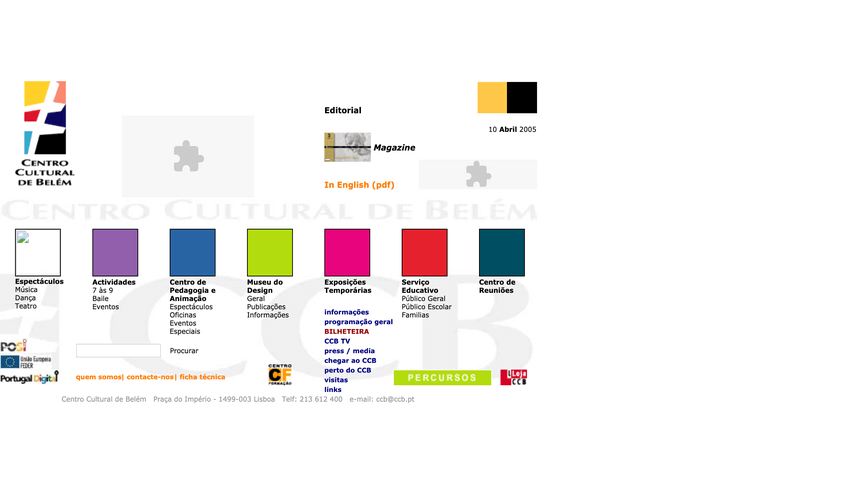 Editorial
10 Abril 2005
Magazine
CENTRO
CULTURAL
DE BELÉM
In English (pdf)
CENTRO CULTURAL DE BELÉM
Espectáculos
Música
Dança
Teatro
Actividades
7 às 9
Baile
Eventos
Centro de
Pedagogia e
Animação
Espectáculos
Oficinas
Eventos
Especiais
Museu do
Design
Geral
Publicações
Informações
Exposições
Temporárias
Serviço
Educativo
Público Geral
Público Escolar
Famílias
Centro de
Reuniões
CCB
informações
programação geral
BILHETEIRA
CCB TV
press / media
chegar ao CCB
perto do CCB
visitas
links
Procurar
POSi
União Europeia
FEDER
Portugal Digital
quem somos| contacte-nos| ficha técnica
CENTRO
CF
FORMAÇÃO
PERCURSOS
Loja
CCB
Centro Cultural de Belém Praça do Império - 1499-003 Lisboa Telf: 213 612 400 e-mail: ccb@ccb.pt